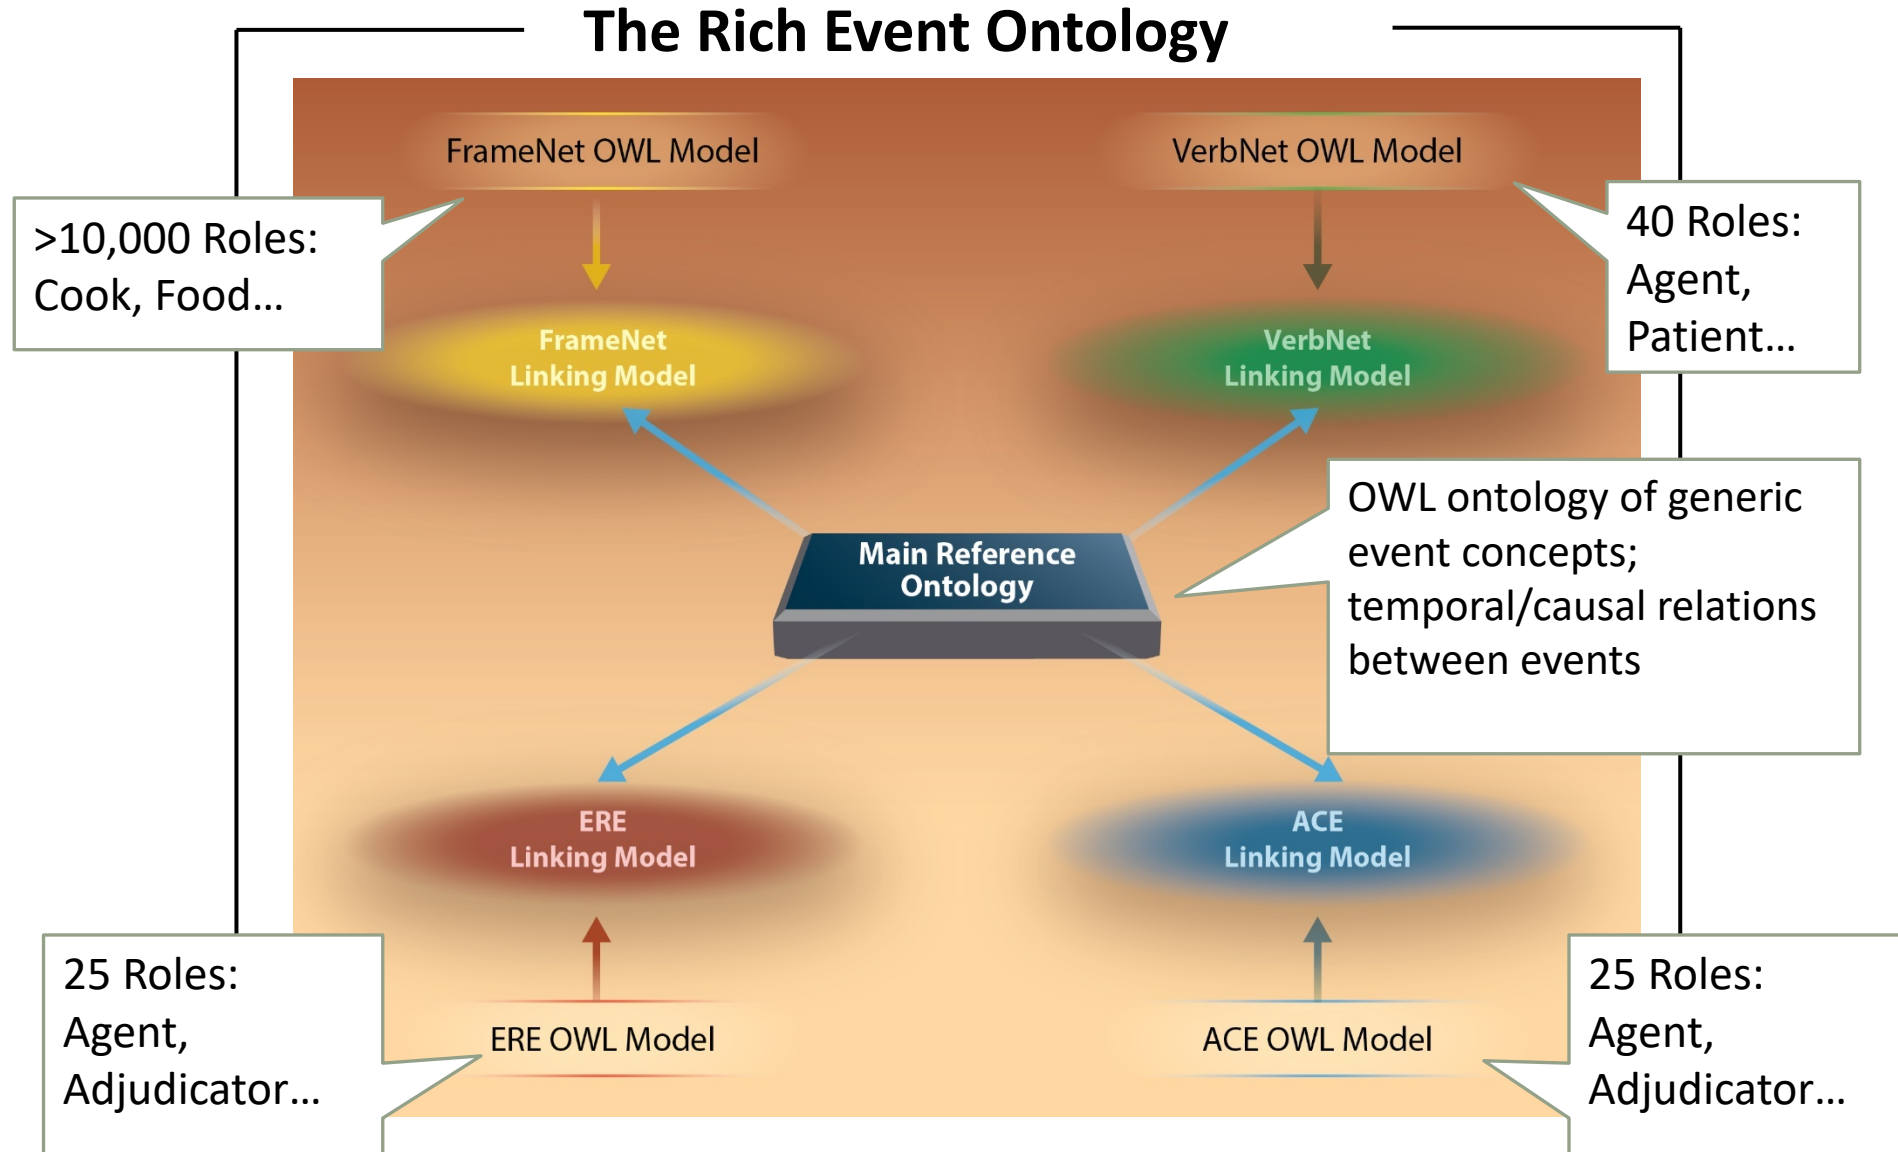 The Rich Event Ontology
FrameNet OWL Model
VerbNet OWL Model
>10,000 Roles:
Cook, Food…
40 Roles:
Agent,
Patient…
FrameNet
Linking Model
VerbNet
Linking Model
OWL ontology of generic
event concepts;
temporal/causal relations
between events
Main Reference
Ontology
ERE
Linking Model
ACE
Linking Model
25 Roles:
Agent,
Adjudicator…
ERE OWL Model
ACE OWL Model
25 Roles:
Agent,
Adjudicator…